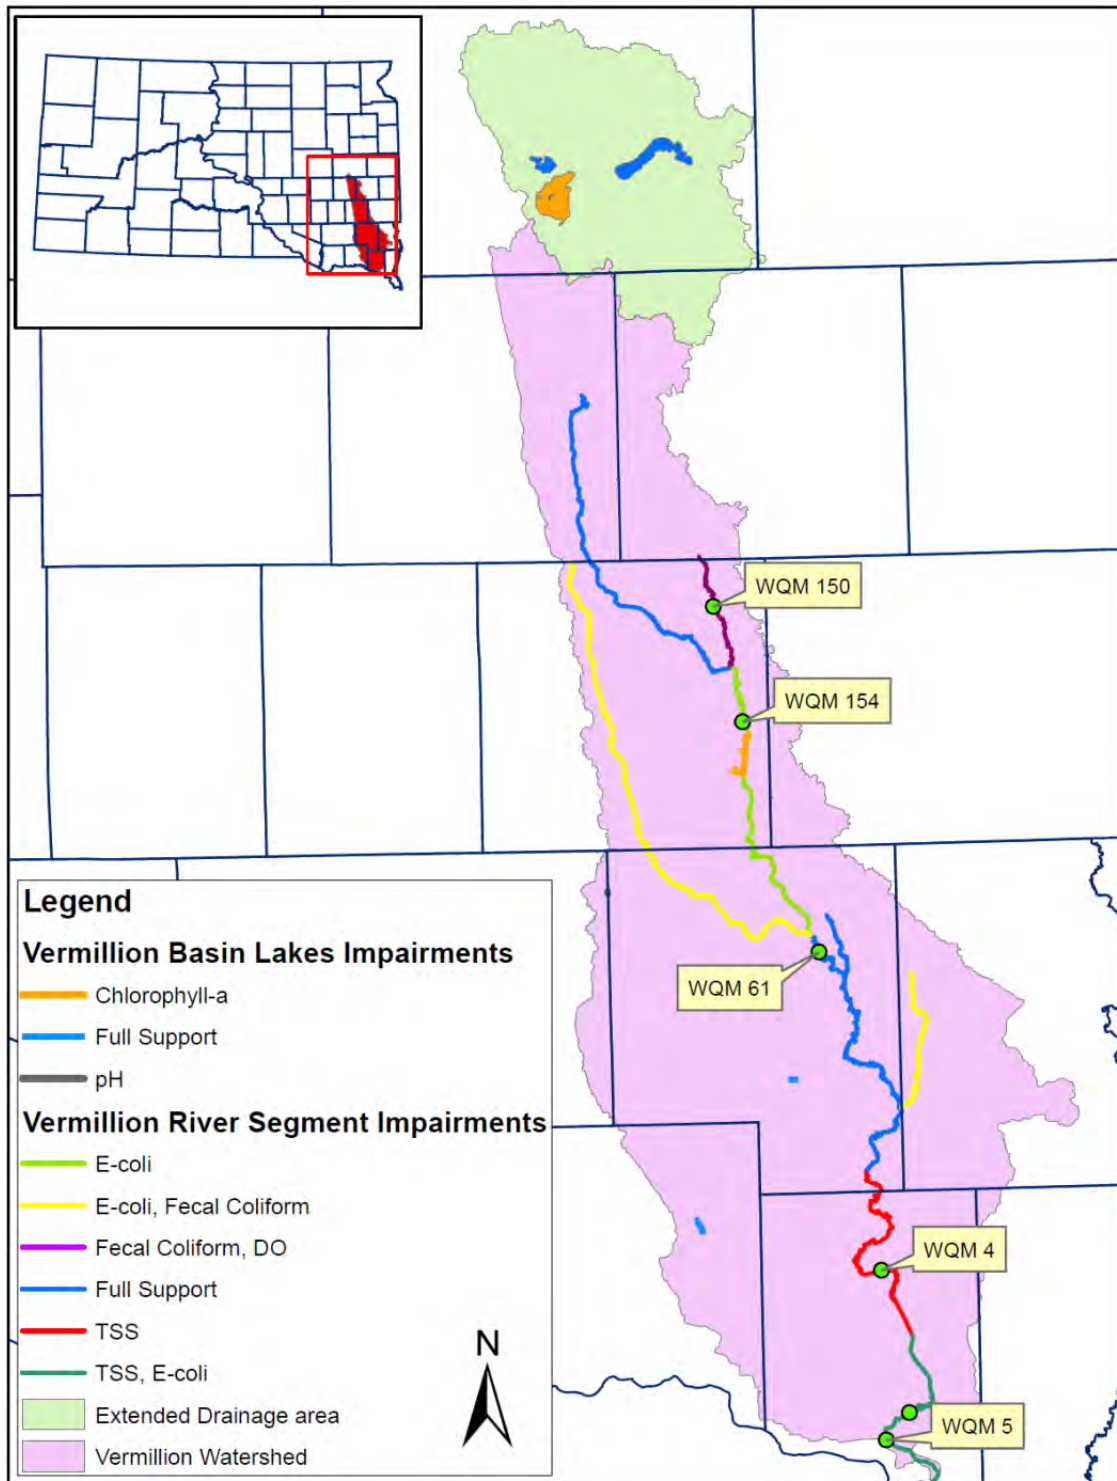 WQM 150
WQM 154
WQM 61
WQM 4
WQM 5
N
Legend
Vermillion Basin Lakes Impairments
Chlorophyll-a
Full Support
pH
Vermillion River Segment Impairments
E-coli
E-coli, Fecal Coliform
Fecal Coliform, DO
Full Support
TSS
TSS, E-coli
Extended Drainage area
Vermillion Watershed